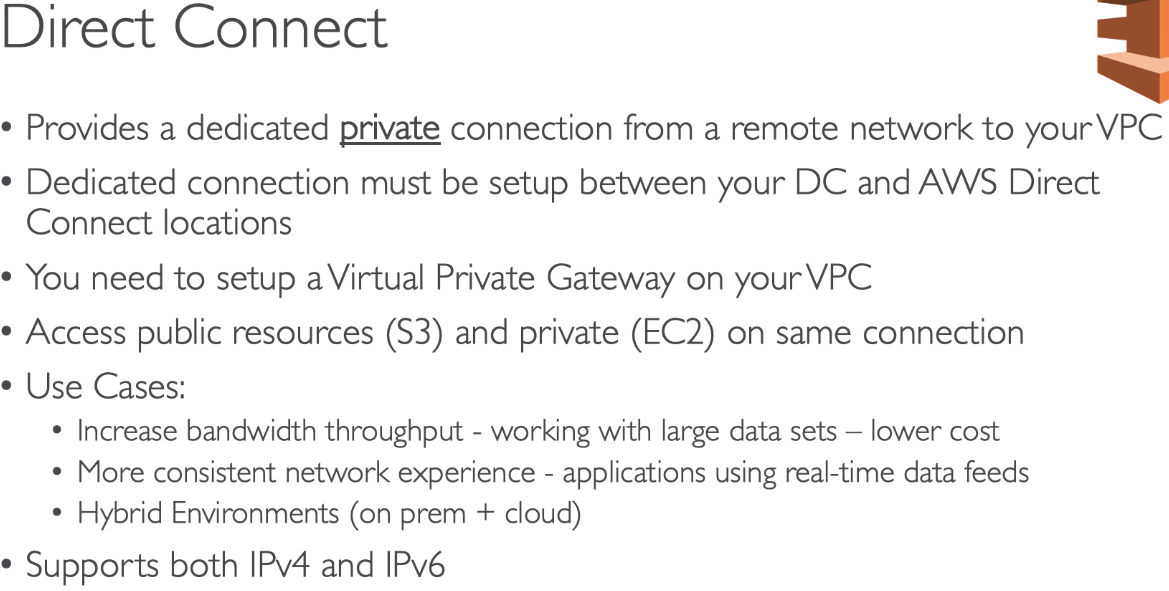 Direct Connect
• Provides a dedicated private connection from a remote network to your VPC
• Dedicated connection must be setup between your DC and AWS Direct
Connect locations
• You need to setup a Virtual Private Gateway on your VPC
• Access public resources (S3) and private (EC2) on same connection
• Use Cases:
• Increase bandwidth throughput - working with large data sets – lower cost
• More consistent network experience - applications using real-time data feeds
• Hybrid Environments (on prem + cloud)
• Supports both IPv4 and IPv6